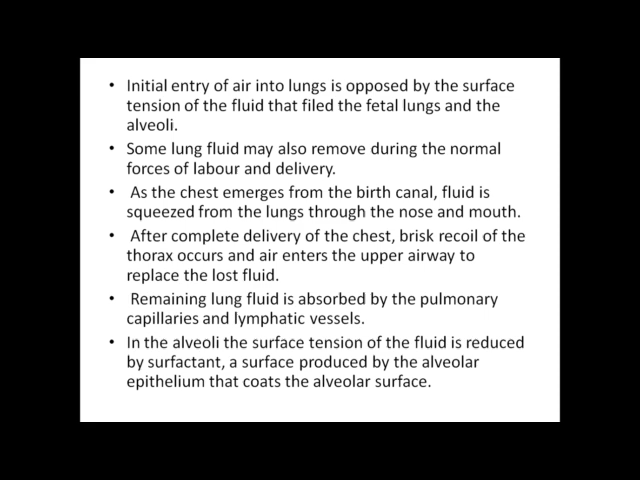 • Initial entry of air into lungs is opposed by the surface
tension of the fluid that filed the fetal lungs and the
alveoli.
• Some lung fluid may also remove during the normal
forces of labour and delivery.
• As the chest emerges from the birth canal, fluid is
squeezed from the lungs through the nose and mouth.
• After complete delivery of the chest, brisk recoil of the
thorax occurs and air enters the upper airway to
replace the lost fluid.
• Remaining lung fluid is absorbed by the pulmonary
capillaries and lymphatic vessels.
• In the alveoli the surface tension of the fluid is reduced
by surfactant, a surface produced by the alveolar
epithelium that coats the alveolar surface.